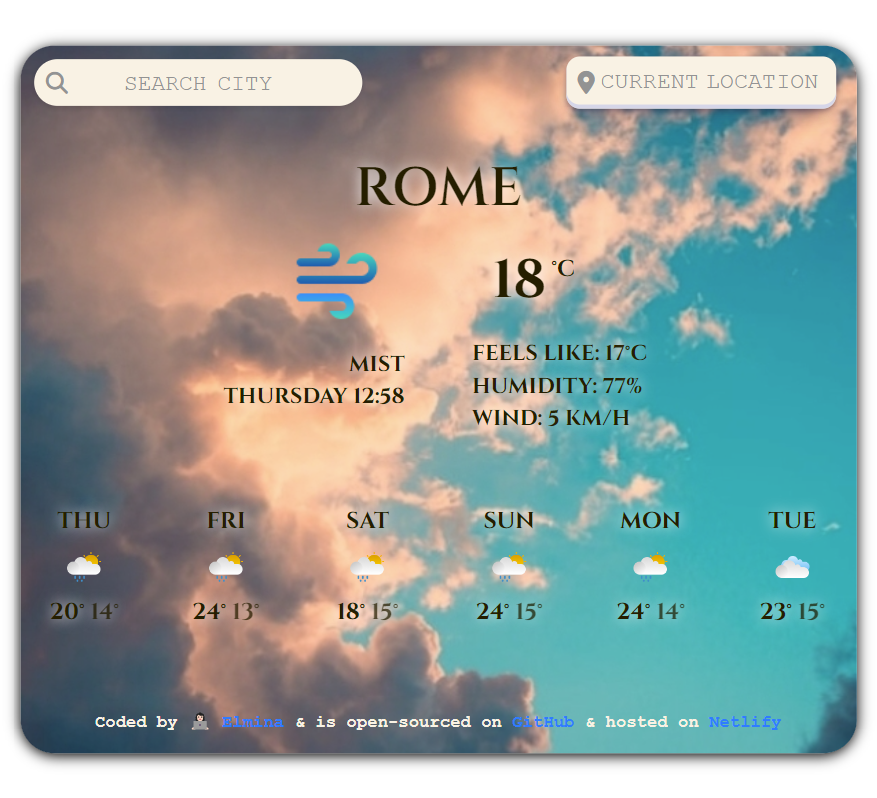 SEARCH CITY
CURRENT LOCATION
ROME
18 °C
MIST
THURSDAY 12:58
FEELS LIKE: 17°C
HUMIDITY: 77%
WIND: 5 KM/H
THU FRI SAT SUN MON TUE
20° 14° 24° 13° 18° 15° 24° 15° 24° 14° 23° 15°
Coded by 👩🏻‍💻 Elmina & is open-sourced on GitHub & hosted on Netlify